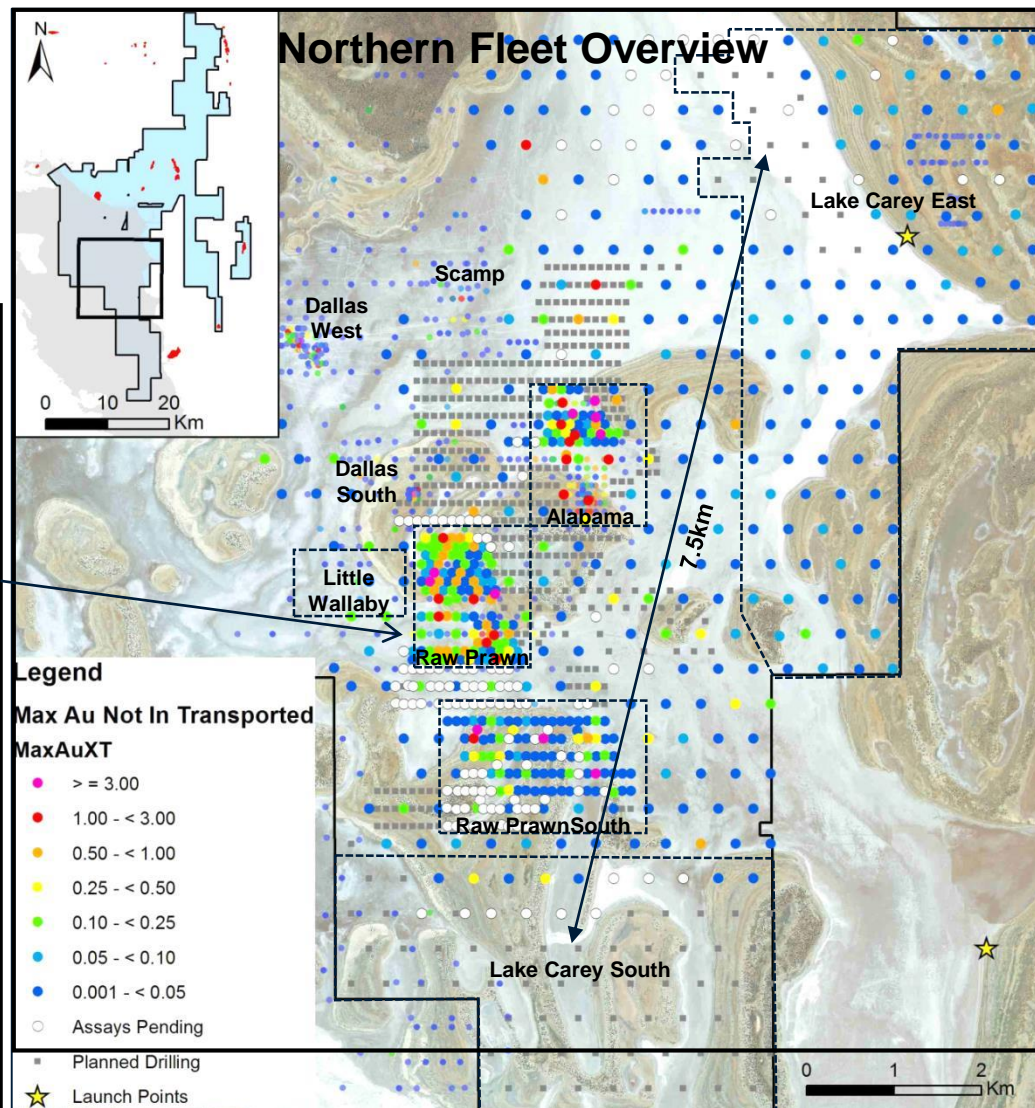 Northern Fleet Overview
N
0 10 20
Km
Lake Carey East
Scamp
Dallas
West
Dallas
South
Alabama
7.5km
Little
Wallaby
Raw Prawn
Raw PrawnSouth
Lake Carey South
Legend
Max Au Not In Transported
MaxAuXT
> = 3.00
1.00 - < 3.00
0.50 - < 1.00
0.25 - < 0.50
0.10 - < 0.25
0.05 - < 0.10
0.001 - < 0.05
Assays Pending
Planned Drilling
Launch Points
0 1 2
Km